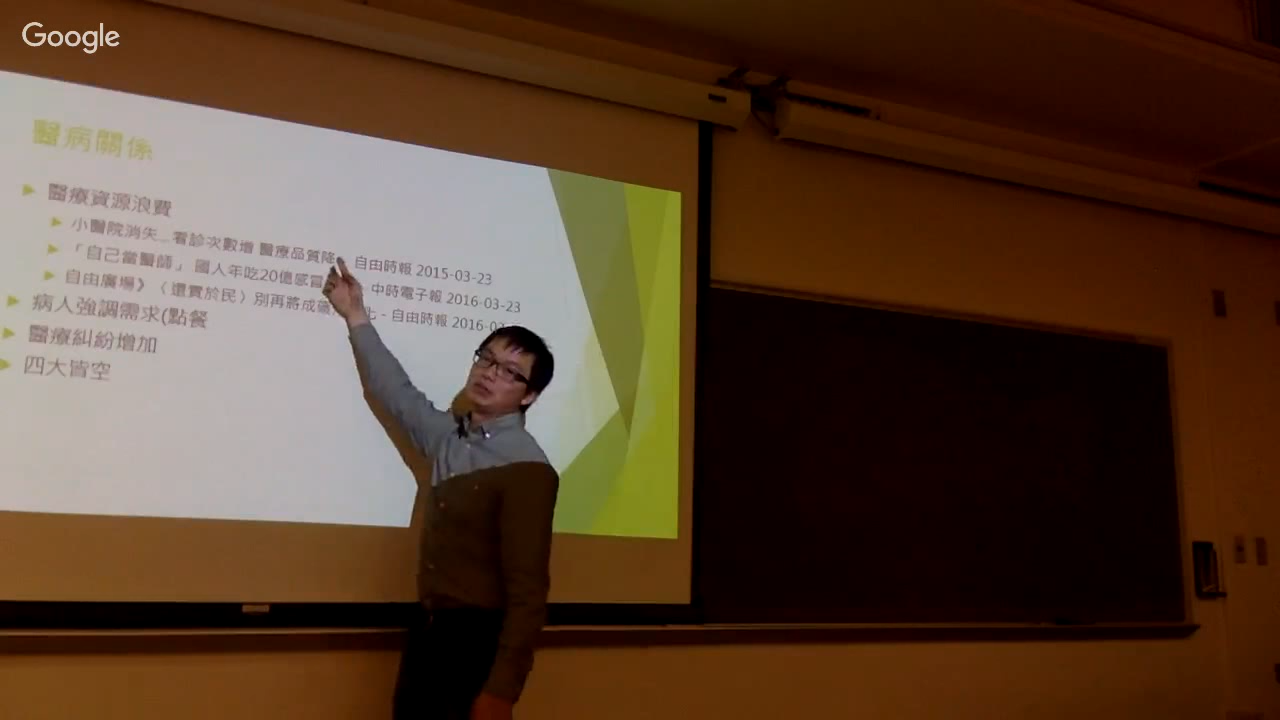 Google
醫病關係
醫療資源浪費
小醫院消失…看診次數增 醫療品質降 自由時報 2015-03-23
「自己當醫師」 國人年吃20億感冒 中時電子報 2016-03-23
自由廣場》〈還實於民〉別再將成藥 化 - 自由時報 2016-03
病人強調需求(點餐
醫療糾紛增加
四大皆空